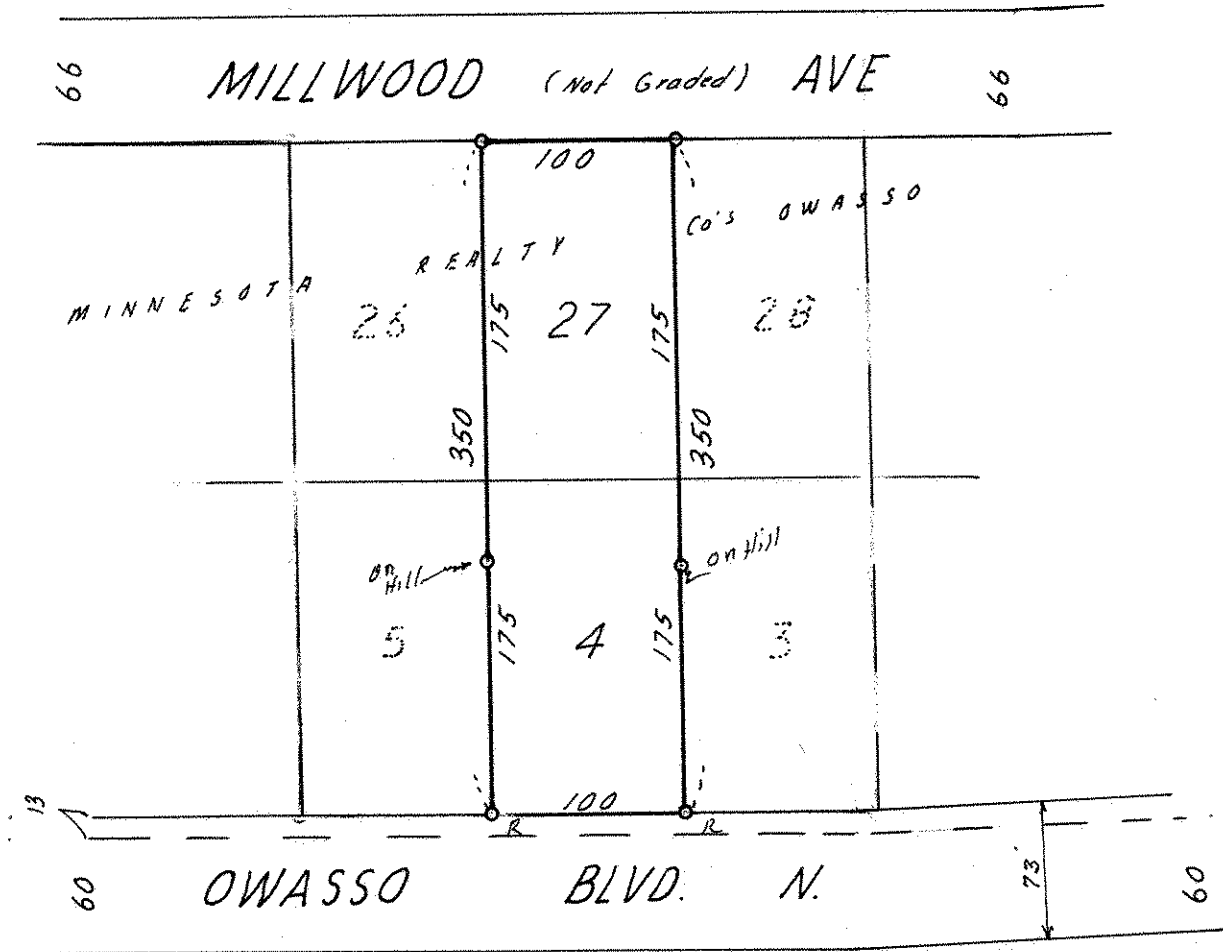 66 MILLWOOD (Not Graded) AVE 66
100
MINNESOTA REALTY Co's OWASSO
26 175 27 175 28
350 350
On Hill On Hill
5 175 4 175 3
13 100
R R
60 OWASSO BLVD. N. 73 60